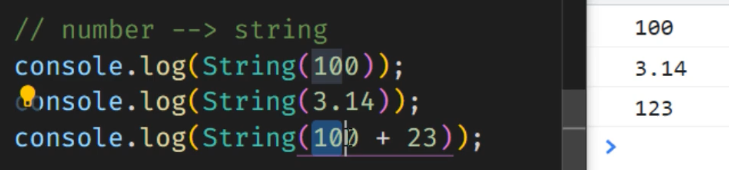 // number --> string
console.log(String(100));
console.log(String(3.14));
console.log(String(100 + 23));
100
3.14
123
>